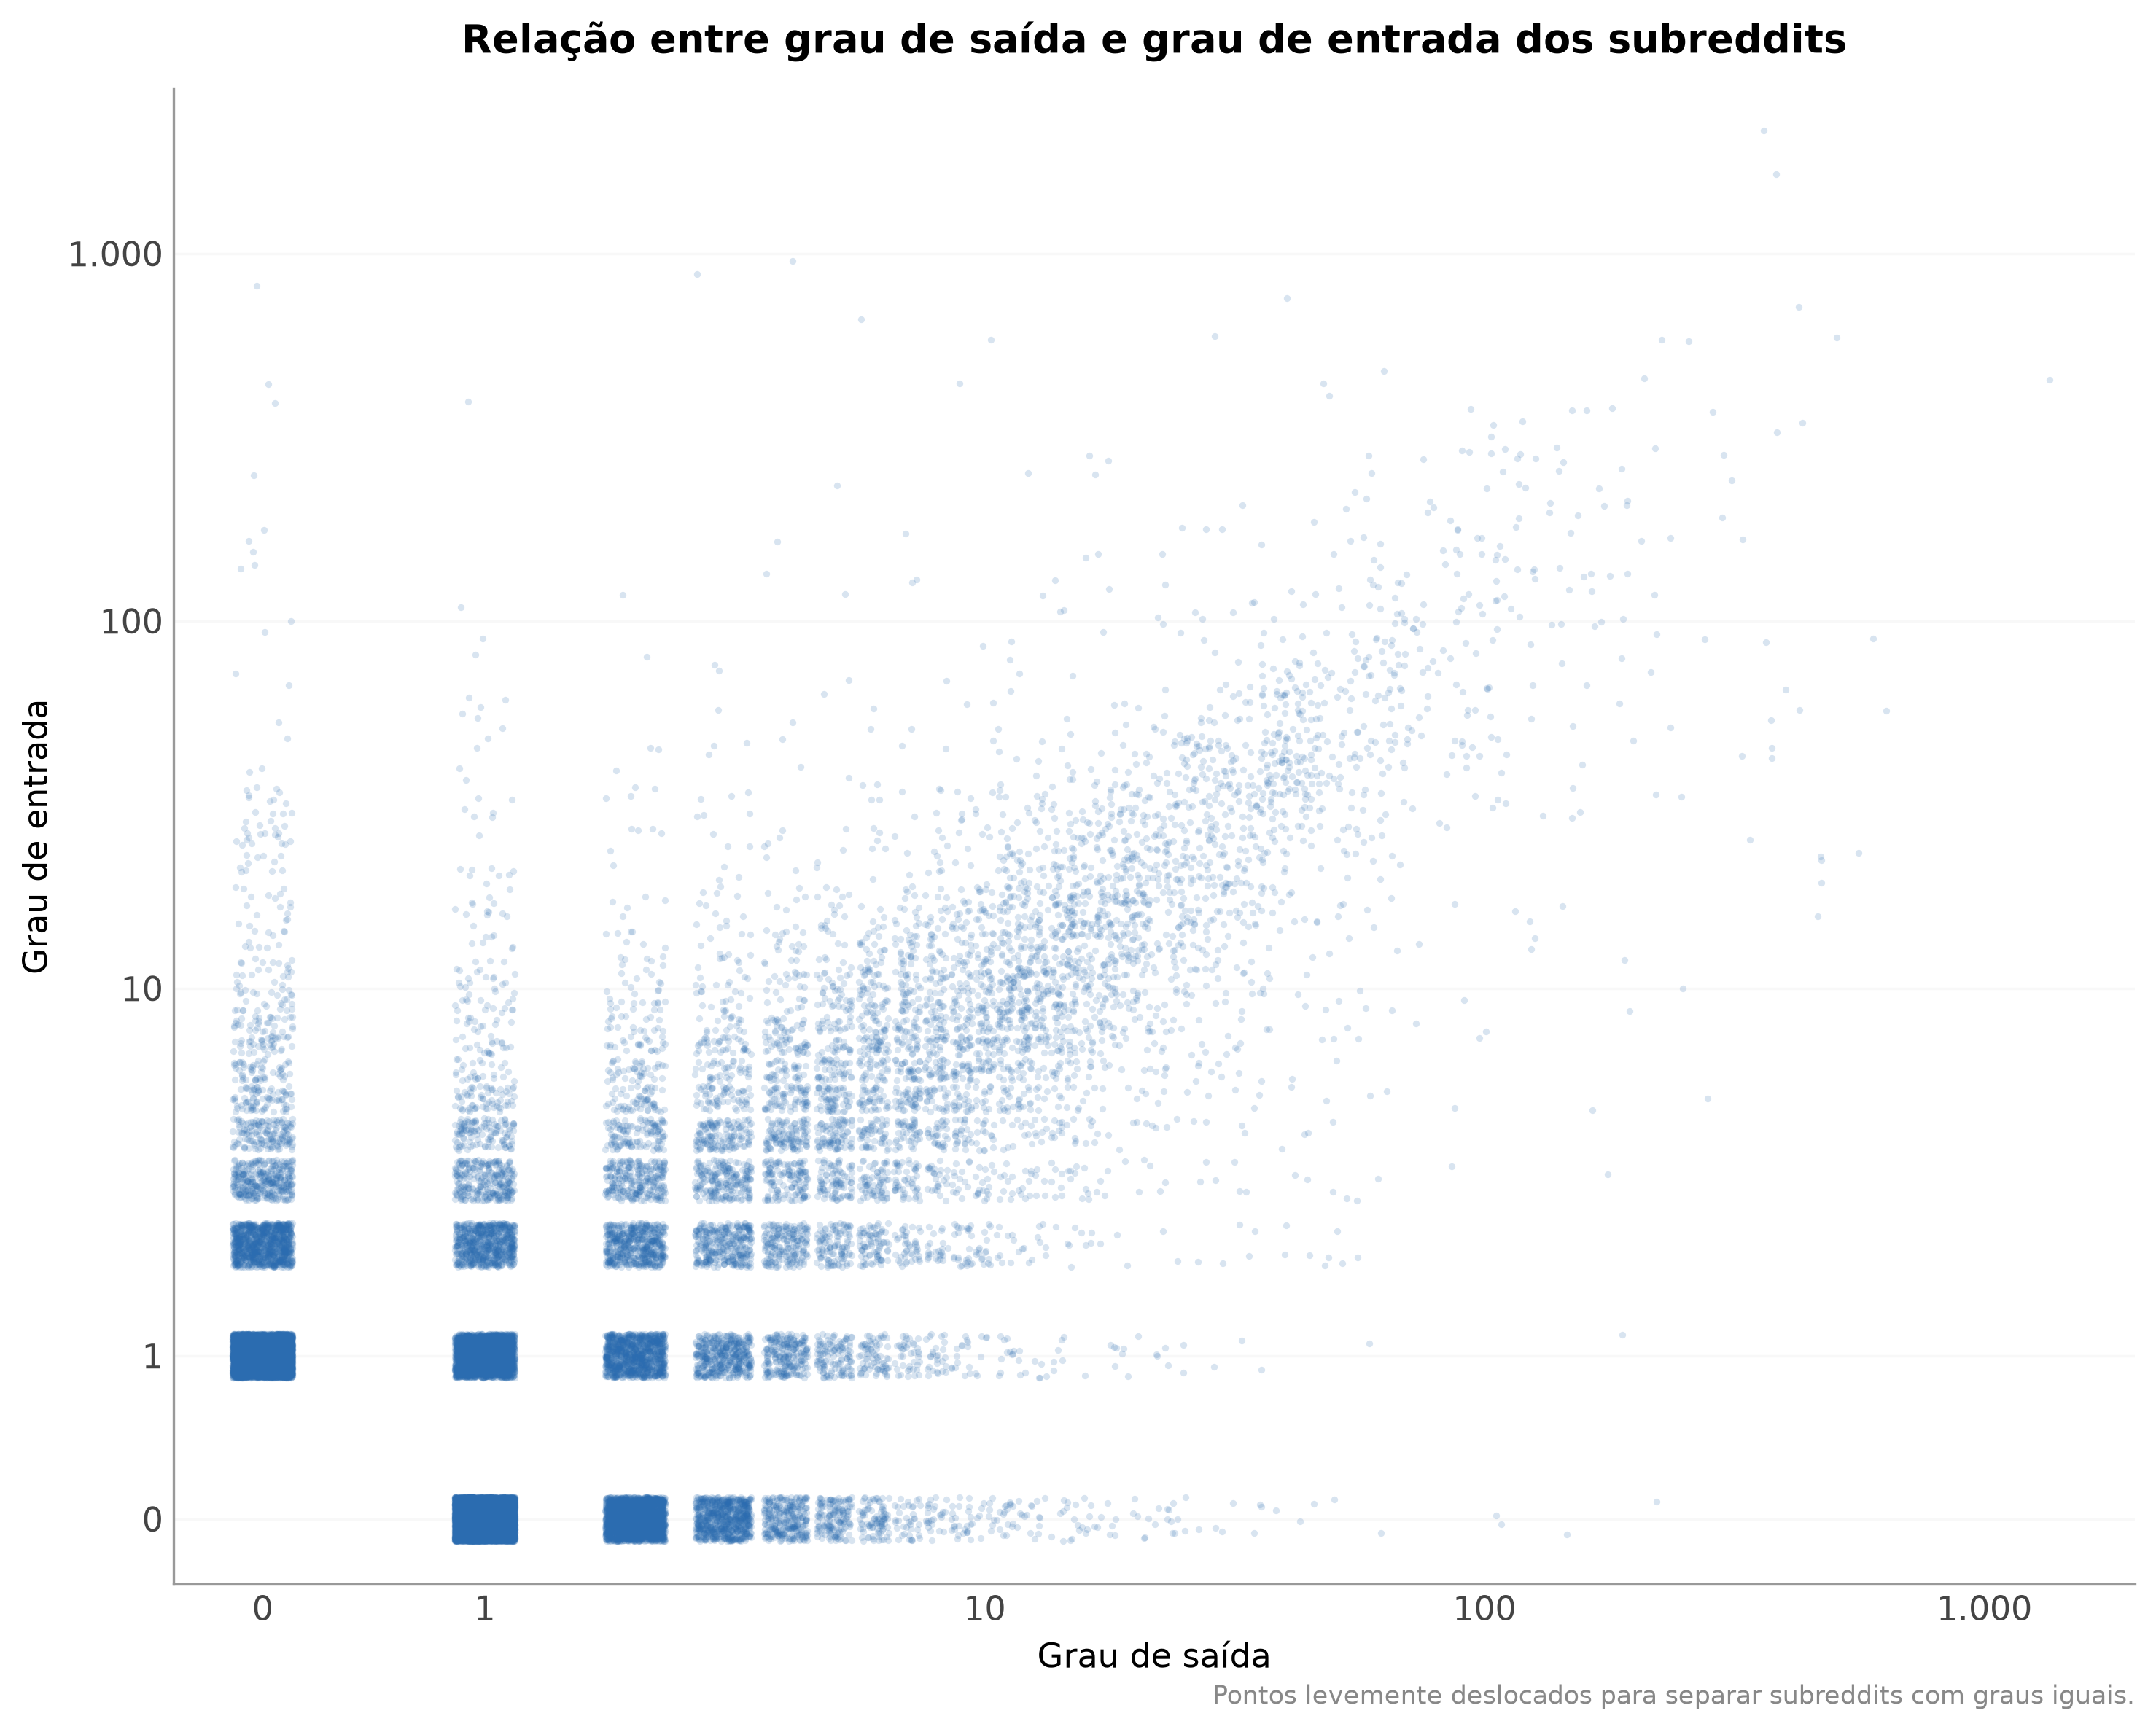 Relação entre grau de saída e grau de entrada dos subreddits
Grau de entrada
1.000
100
10
1
0
0 1 10 100 1.000
Grau de saída
Pontos levemente deslocados para separar subreddits com graus iguais.